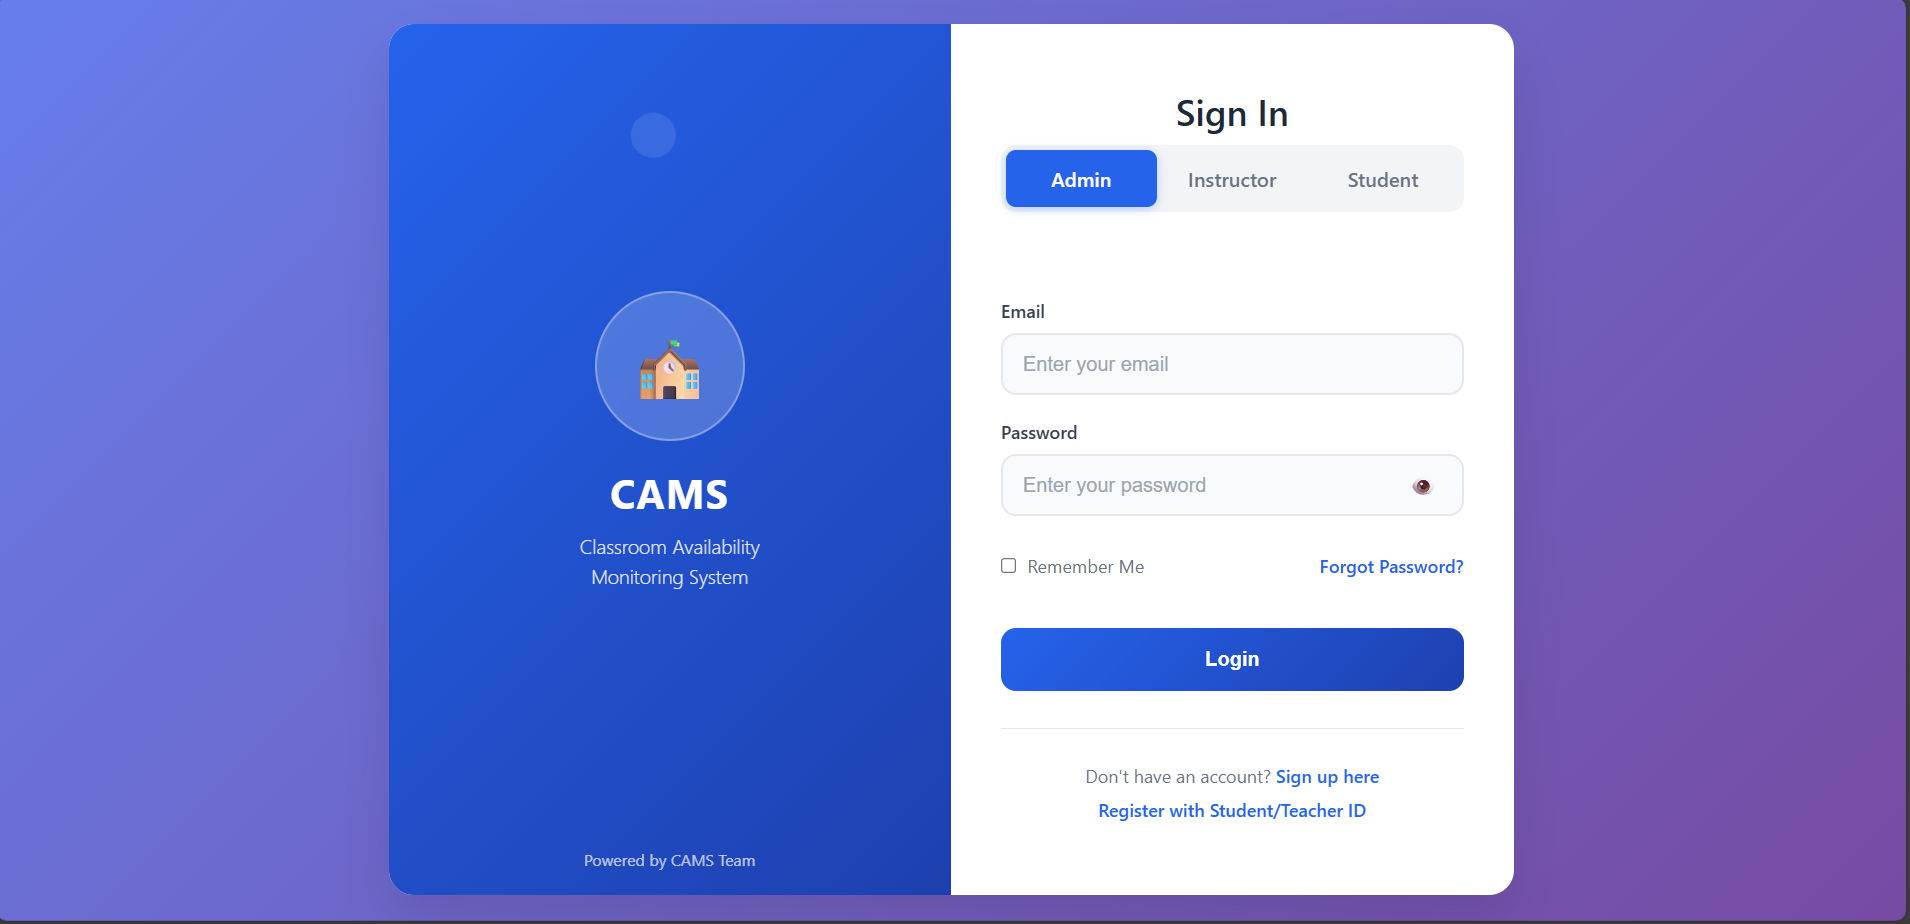 CAMS
Classroom Availability
Monitoring System
Powered by CAMS Team
Sign In
Admin
Instructor
Student
Email
Enter your email
Password
Enter your password
Remember Me
Forgot Password?
Login
Don't have an account? Sign up here
Register with Student/Teacher ID